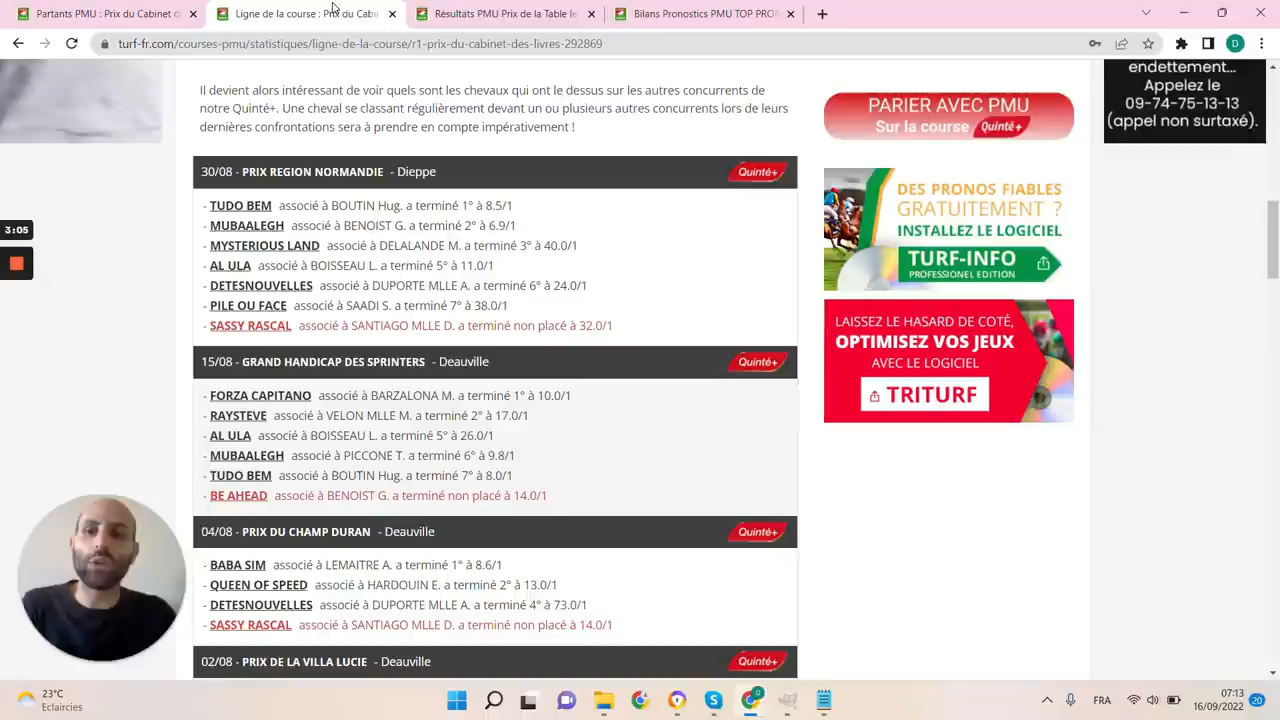 Partants PMU : Prix du Cabinet d
Ligne de la course : Prix du Cabi
Résultats PMU Prix de la Table le
Bilans Pronostics PMU TOP PRON
turf-fr.com/courses-pmu/statistiques/ligne-de-la-course/r1-prix-du-cabinet-des-livres-292869
D
Il devient alors intéressant de voir quels sont les chevaux qui ont le dessus sur les autres concurrents de
notre Quinté+. Un cheval se classant régulièrement devant un ou plusieurs autres concurrents lors de leurs
dernières confrontations sera à prendre en compte impérativement !
30/08 - PRIX REGION NORMANDIE - Dieppe
Quinté+
- TUDO BEM associé à BOUTIN Hug. a terminé 1° à 8.5/1
- MUBAALEGH associé à BENOIST G. a terminé 2° à 6.9/1
- MYSTERIOUS LAND associé à DELALANDE M. a terminé 3° à 40.0/1
- AL ULA associé à BOISSEAU L. a terminé 5° à 11.0/1
- DETESNOUVELLES associé à DUPORTE MLLE A. a terminé 6° à 24.0/1
- PILE OU FACE associé à SAADI S. a terminé 7° à 38.0/1
- SASSY RASCAL associé à SANTIAGO MLLE D. a terminé non placé à 32.0/1
15/08 - GRAND HANDICAP DES SPRINTERS - Deauville
Quinté+
- FORZA CAPITANO associé à BARZALONA M. a terminé 1° à 10.0/1
- RAYSTEVE associé à VELON MLLE M. a terminé 2° à 17.0/1
- AL ULA associé à BOISSEAU L. a terminé 5° à 26.0/1
- MUBAALEGH associé à PICCONE T. a terminé 6° à 9.8/1
- TUDO BEM associé à BOUTIN Hug. a terminé 7° à 8.0/1
- BE AHEAD associé à BENOIST G. a terminé non placé à 14.0/1
04/08 - PRIX DU CHAMP DURAN - Deauville
Quinté+
- BABA SIM associé à LEMAITRE A. a terminé 1° à 8.6/1
- QUEEN OF SPEED associé à HARDOUIN E. a terminé 2° à 13.0/1
- DETESNOUVELLES associé à DUPORTE MLLE A. a terminé 4° à 73.0/1
- SASSY RASCAL associé à SANTIAGO MLLE D. a terminé non placé à 14.0/1
02/08 - PRIX DE LA VILLA LUCIE - Deauville
Quinté+
PARIER AVEC PMU
Sur la course Quinté+
DES PRONOS FIABLES
GRATUITEMENT ?
INSTALLEZ LE LOGICIEL
TURF-INFO
PROFESSIONEL EDITION
LAISSEZ LE HASARD DE COTÉ,
OPTIMISEZ VOS JEUX
AVEC LE LOGICIEL
TRITURF
endettement...
Appelez le
09-74-75-13-13
(appel non surtaxé).
3:05
23°C
Eclaircies
FRA
07:13
16/09/2022
20